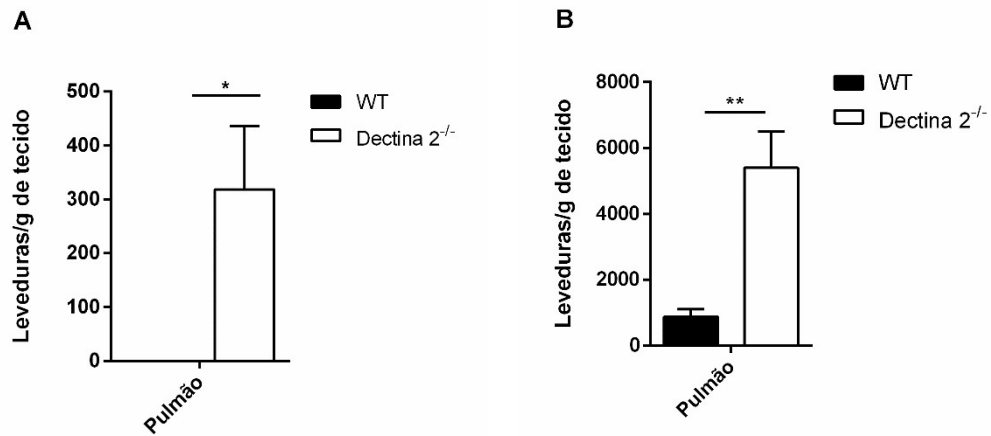 A
Leveduras/g de tecido
500
400
300
200
100
0
*
Pulmão
WT
Dectina 2⁻/⁻
B
Leveduras/g de tecido
8000
6000
4000
2000
0
**
Pulmão
WT
Dectina 2⁻/⁻